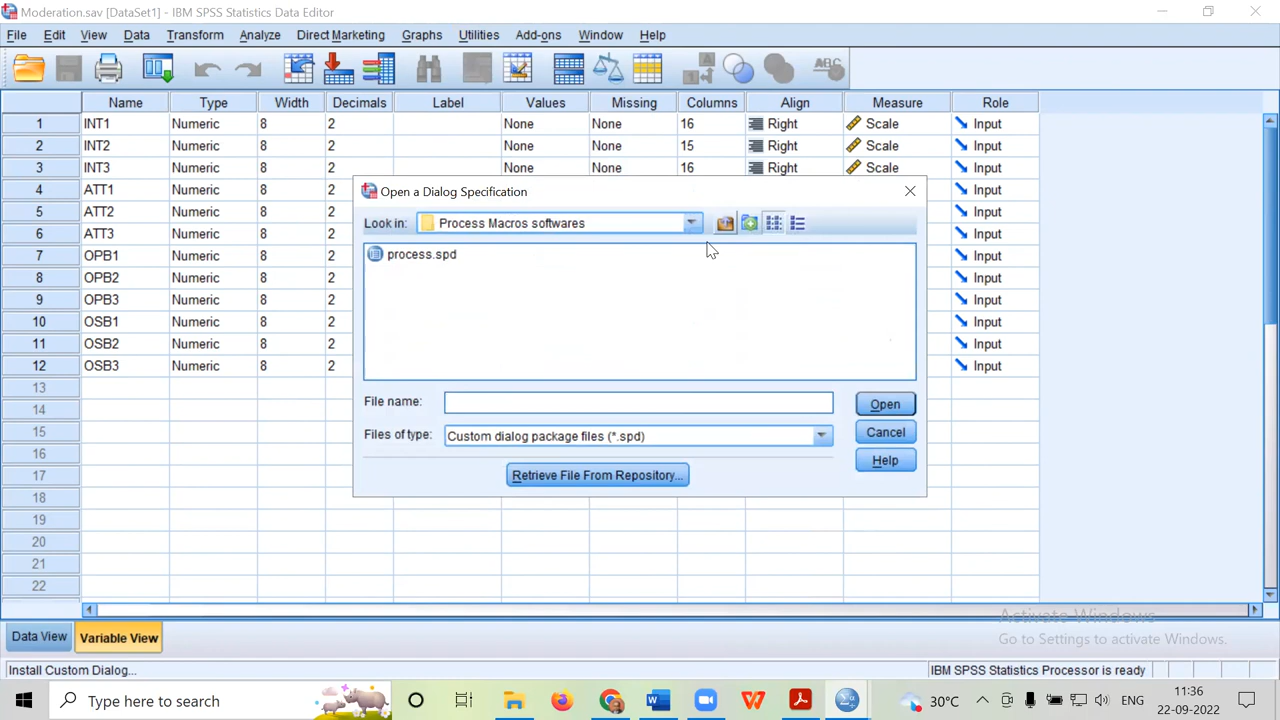 Moderation.sav [DataSet1] - IBM SPSS Statistics Data Editor
File Edit View Data Transform Analyze Direct Marketing Graphs Utilities Add-ons Window Help
Name Type Width Decimals Label Values Missing Columns Align Measure Role
1 INT1 Numeric 8 2 None None 16 Right Scale Input
2 INT2 Numeric 8 2 None None 15 Right Scale Input
3 INT3 Numeric 8 2 None None 16 Right Scale Input
4 ATT1 Numeric 8 2 Input
5 ATT2 Numeric 8 2 Input
6 ATT3 Numeric 8 2 Input
7 OPB1 Numeric 8 2 Input
8 OPB2 Numeric 8 2 Input
9 OPB3 Numeric 8 2 Input
10 OSB1 Numeric 8 2 Input
11 OSB2 Numeric 8 2 Input
12 OSB3 Numeric 8 2 Input
13
14
15
16
17
18
19
20
21
22
Open a Dialog Specification
Look in: Process Macros softwares
process.spd
File name:
Open
Files of type: Custom dialog package files (*.spd)
Cancel
Help
Retrieve File From Repository...
Activate Windows
Go to Settings to activate Windows.
Data View Variable View
Install Custom Dialog... IBM SPSS Statistics Processor is ready
Type here to search 30°C ENG 11:36
22-09-2022